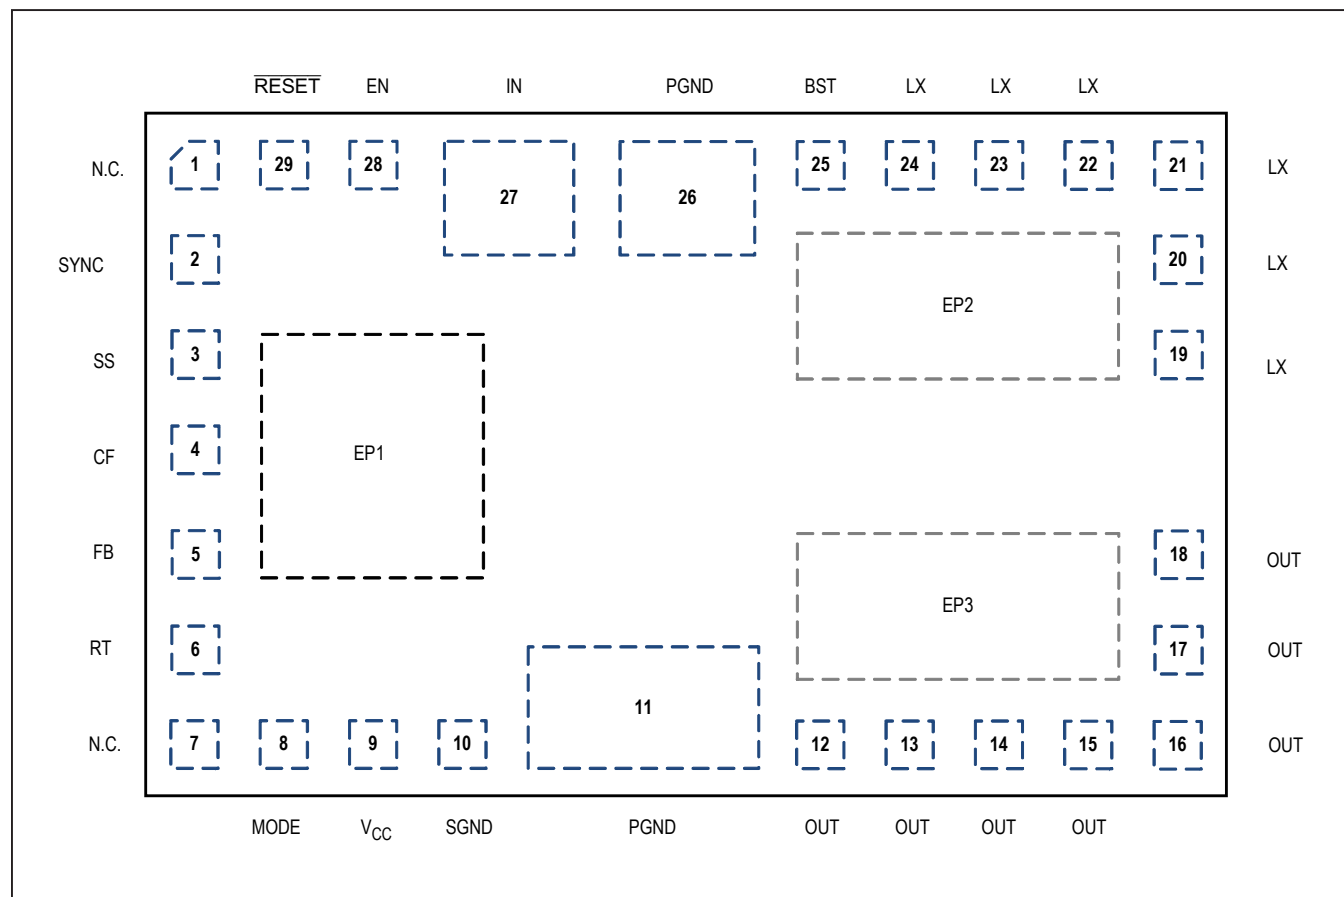 RESET EN IN PGND BST LX LX LX
N.C. 1 29 28 27 26 25 24 23 22 21 LX
SYNC 2 20 LX
EP2
SS 3 19 LX
CF 4 EP1
FB 5 18 OUT
EP3
RT 6 17 OUT
11
N.C. 7 8 9 10 12 13 14 15 16 OUT
MODE VCC SGND PGND OUT OUT OUT OUT